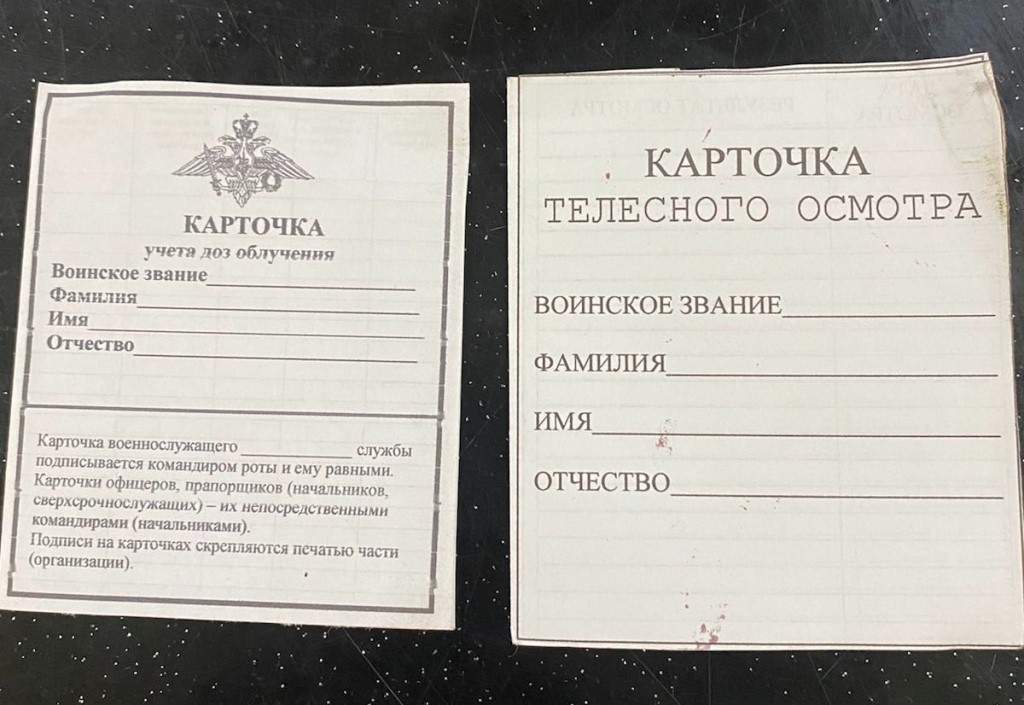 КАРТОЧКА
учета доз облучения
Воинское звание
Фамилия
Имя
Отчество
Карточка военнослужащего ____________ службы
подписывается командиром роты и ему равными.
Карточки офицеров, прапорщиков (начальников,
сверхсрочнослужащих) – их непосредственными
командирами (начальниками).
Подписи на карточках скрепляются печатью части
(организации).
КАРТОЧКА
ТЕЛЕСНОГО ОСМОТРА
ВОИНСКОЕ ЗВАНИЕ
ФАМИЛИЯ
ИМЯ
ОТЧЕСТВО